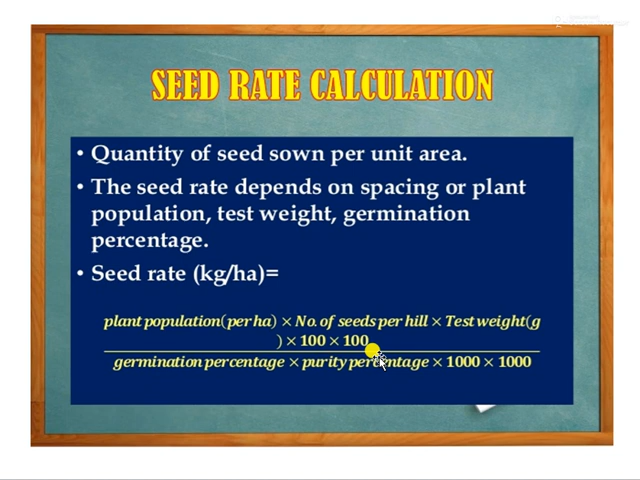 SEED RATE CALCULATION
• Quantity of seed sown per unit area.
• The seed rate depends on spacing or plant
population, test weight, germination
percentage.
• Seed rate (kg/ha)=
plant population(per ha) × No. of seeds per hill × Test weight(g
) × 100 × 100
germination percentage × purity percentage × 1000 × 1000